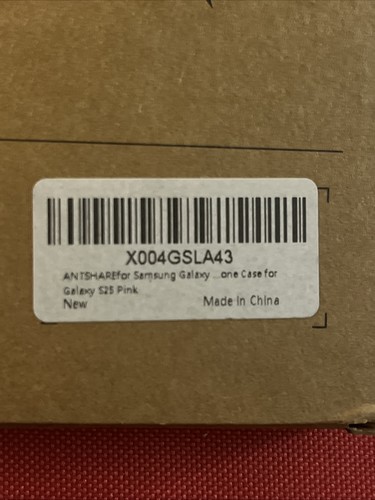 X004GSLA43
ANTSHAREfor Samsung Galaxy ...one Case for
Galaxy S25 Pink
New
Made in China